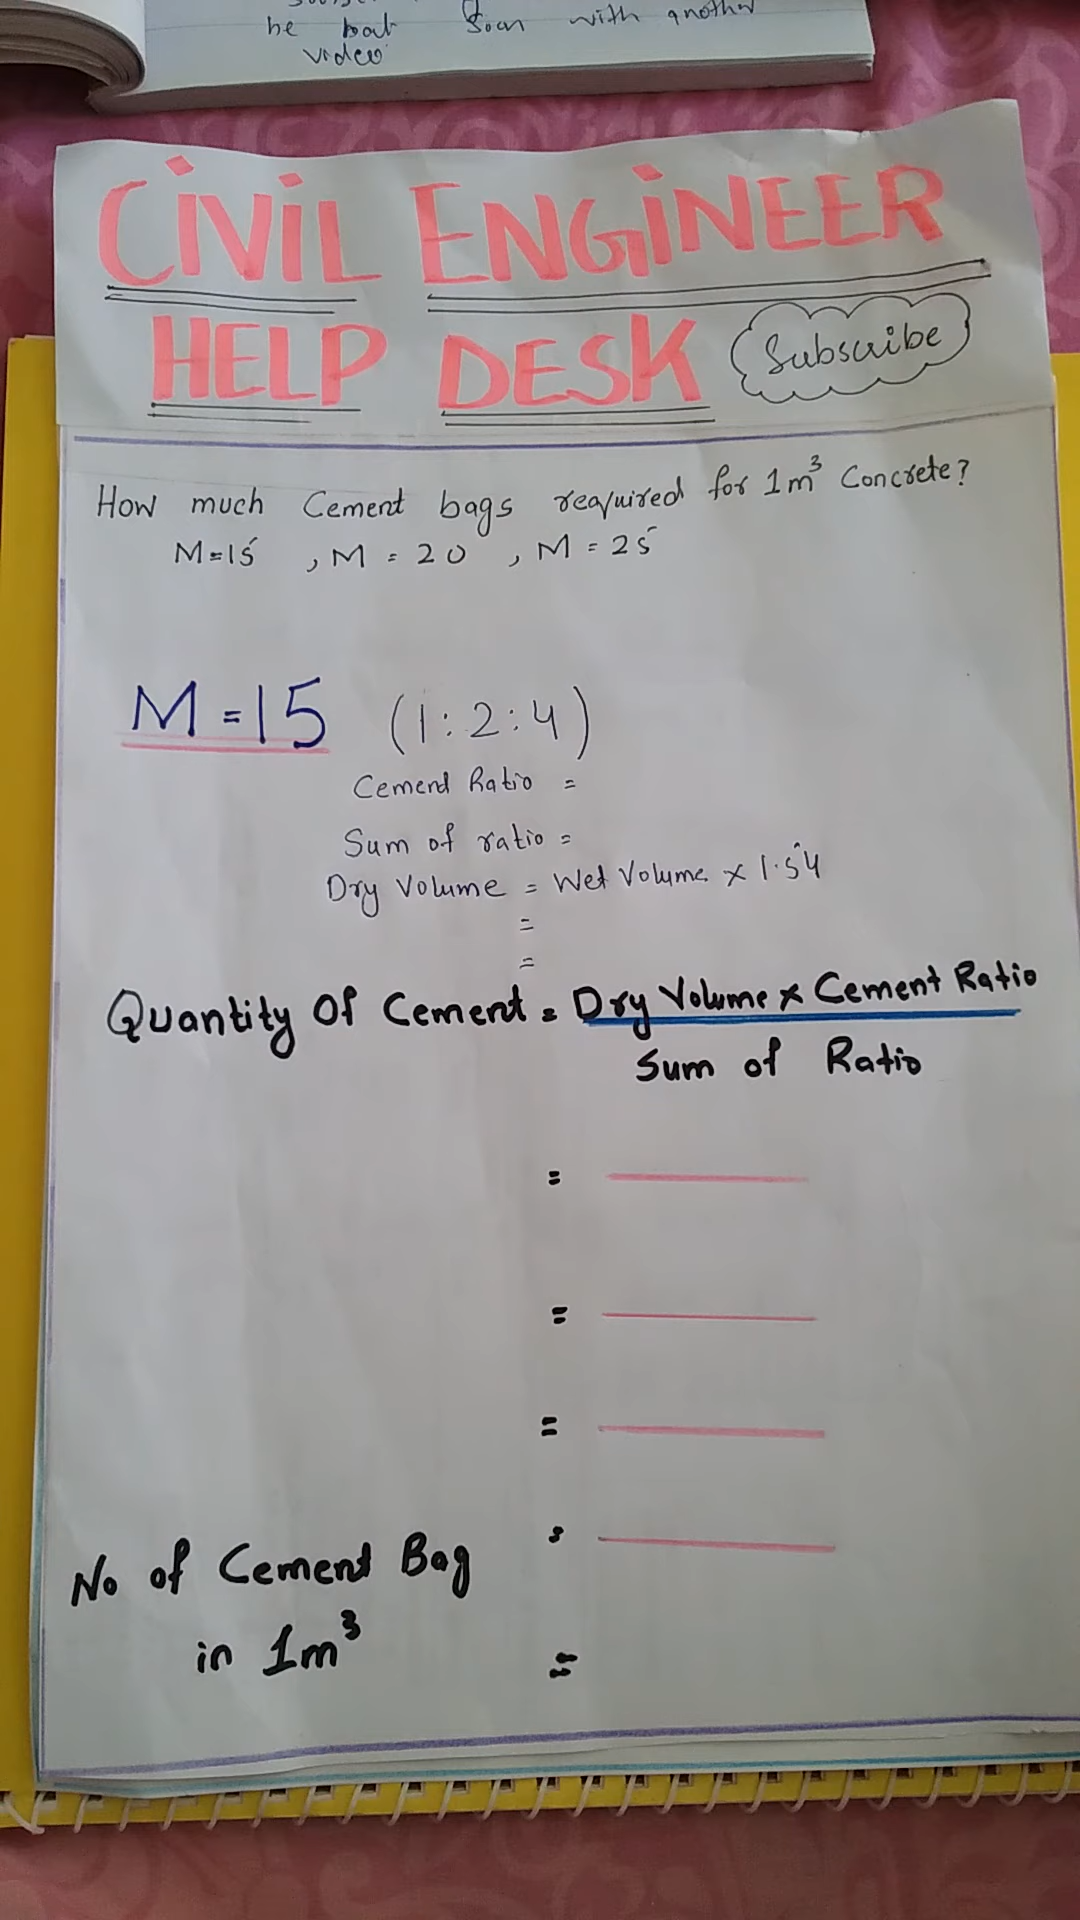 be back Soon with another
video
CIVIL ENGINEER
HELP DESK
Subscribe
How much Cement bags required for 1m³ Concrete?
M=15 , M = 20 , M = 25
M=15 (1:2:4)
Cement Ratio =
Sum of ratio =
Dry Volume = Wet Volume x 1.54
=
=
Quantity Of Cement = Dry Volume x Cement Ratio
Sum of Ratio
=
=
=
=
No of Cement Bag
in 1m³ =